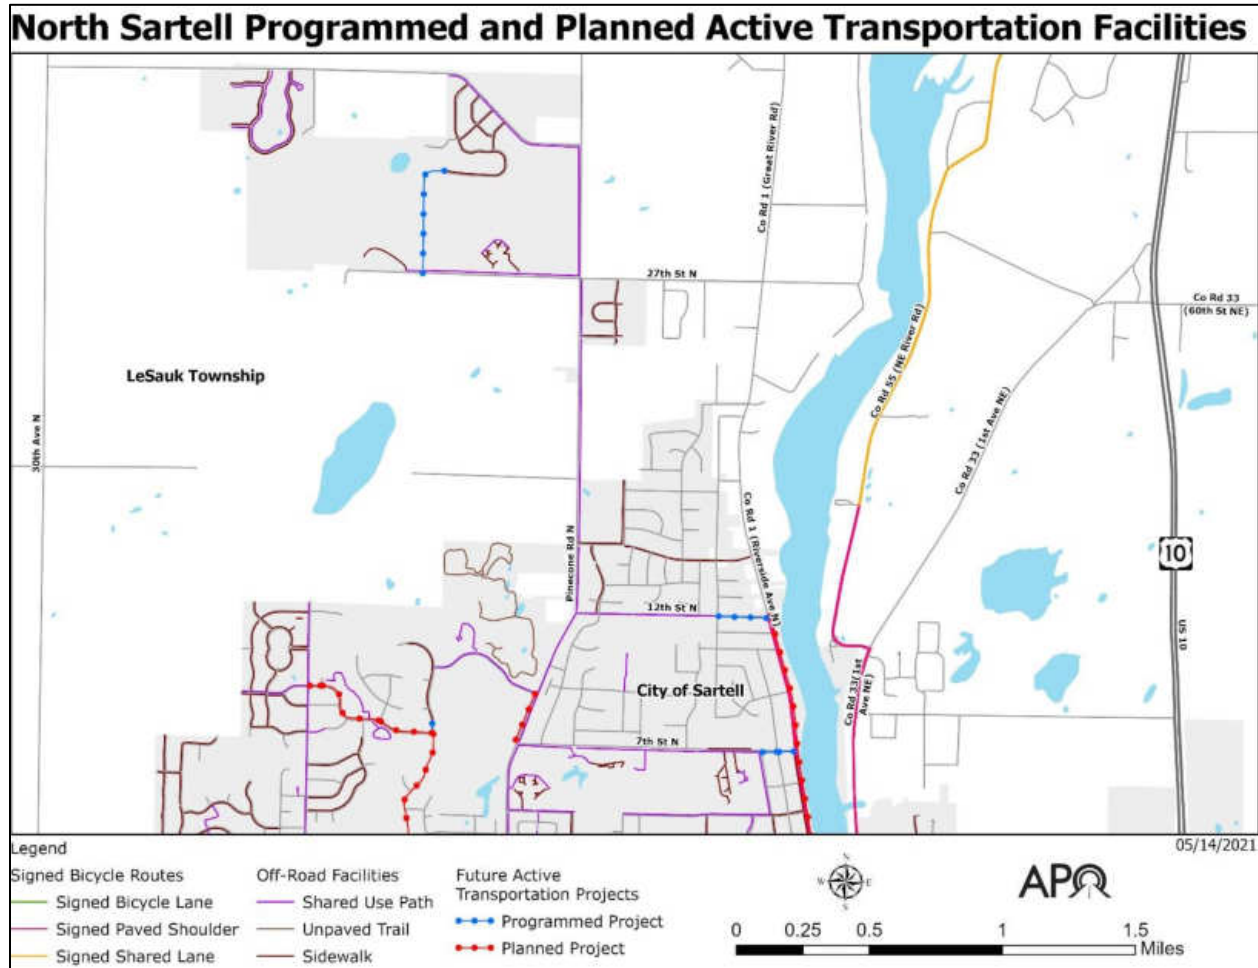 North Sartell Programmed and Planned Active Transportation Facilities
Co Rd 1 (Great River Rd)
27th St N
Co Rd 33
(60th St NE)
LeSauk Township
30th Ave N
Co Rd 55 (NE River Rd)
Co Rd 33 (1st Ave NE)
Pinecone Rd N
Co Rd 1 (Riverside Ave N)
10
12th St N
US 10
City of Sartell
Co Rd 33(1st
Ave NE)
7th St N
05/14/2021
Legend
Signed Bicycle Routes
Signed Bicycle Lane
Signed Paved Shoulder
Signed Shared Lane
Off-Road Facilities
Shared Use Path
Unpaved Trail
Sidewalk
Future Active
Transportation Projects
Programmed Project
Planned Project
N
W E
S
APO
0 0.25 0.5 1 1.5
Miles